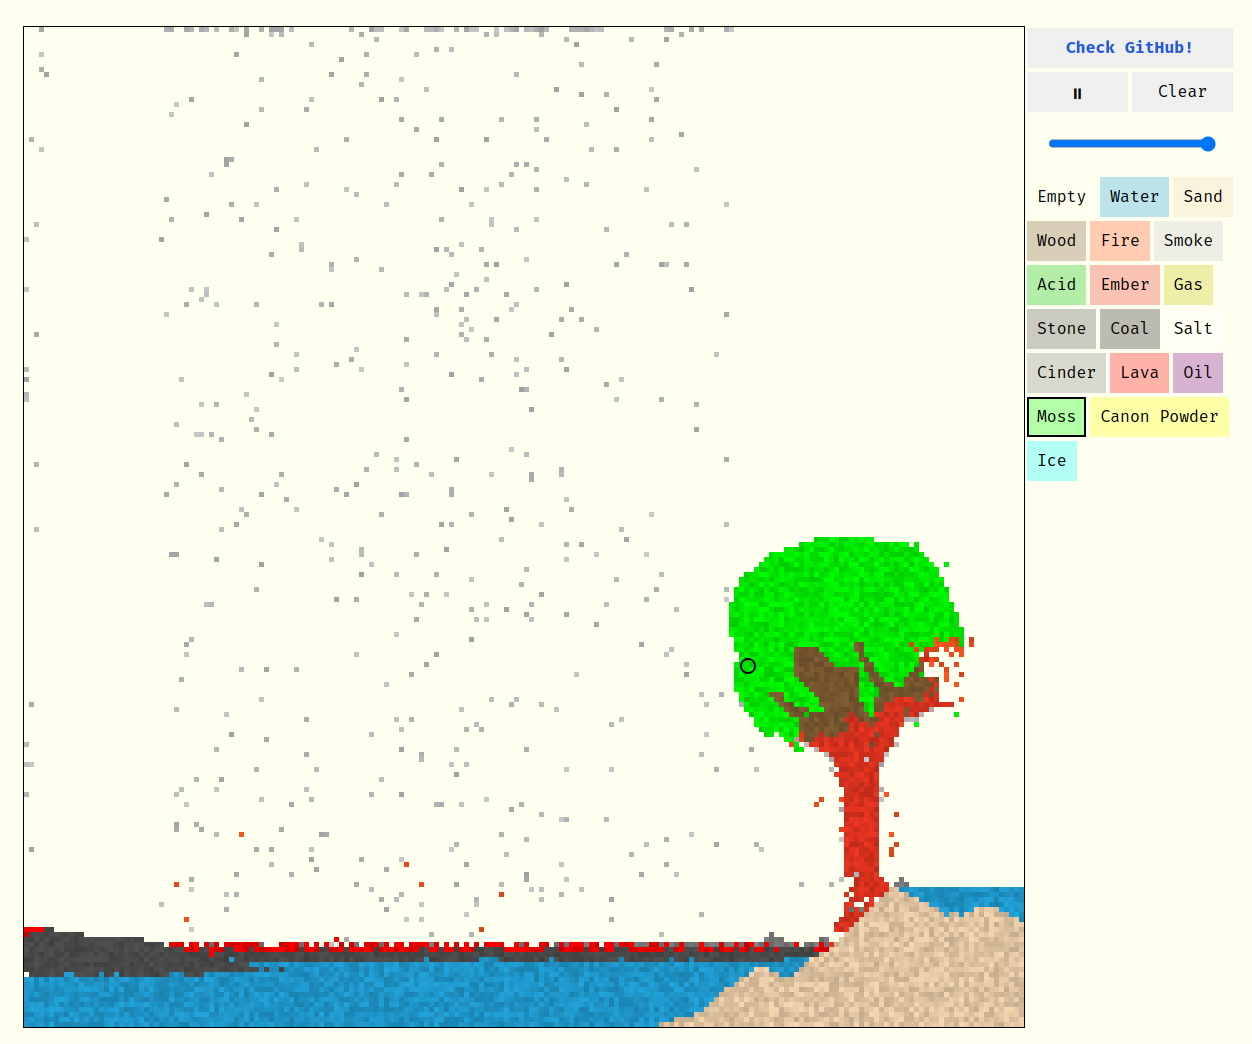 Check GitHub!
⏸ Clear
Empty Water Sand
Wood Fire Smoke
Acid Ember Gas
Stone Coal Salt
Cinder Lava Oil
Moss Canon Powder
Ice